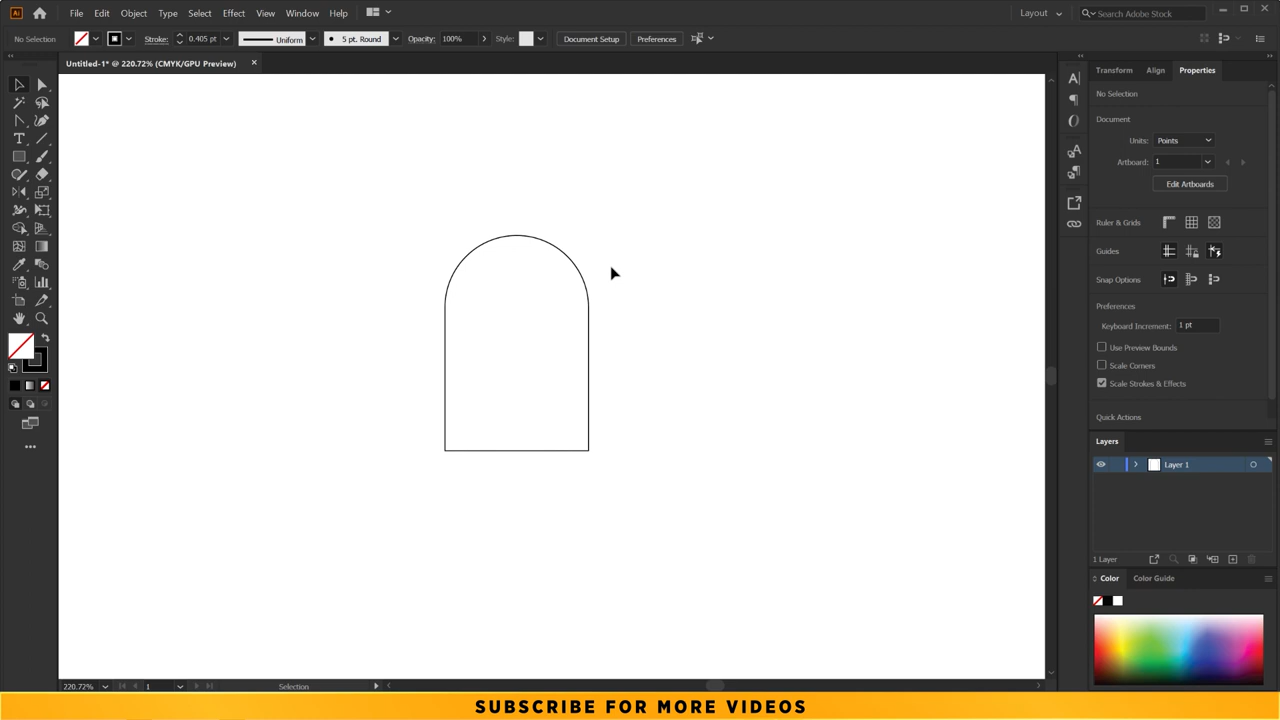 Ai File Edit Object Type Select Effect View Window Help Layout Search Adobe Stock
No Selection Stroke: 0.405 pt Uniform 5 pt. Round Opacity: 100% Style: Document Setup Preferences
Untitled-1* @ 220.72% (CMYK/GPU Preview)
Transform Align Properties
No Selection
Document
Units: Points
Artboard: 1
Edit Artboards
Ruler & Grids
Guides
Snap Options
Preferences
Keyboard Increment: 1 pt
Use Preview Bounds
Scale Corners
Scale Strokes & Effects
Quick Actions
Layers
Layer 1
1 Layer
Color Color Guide
220.72% 1 Selection
SUBSCRIBE FOR MORE VIDEOS